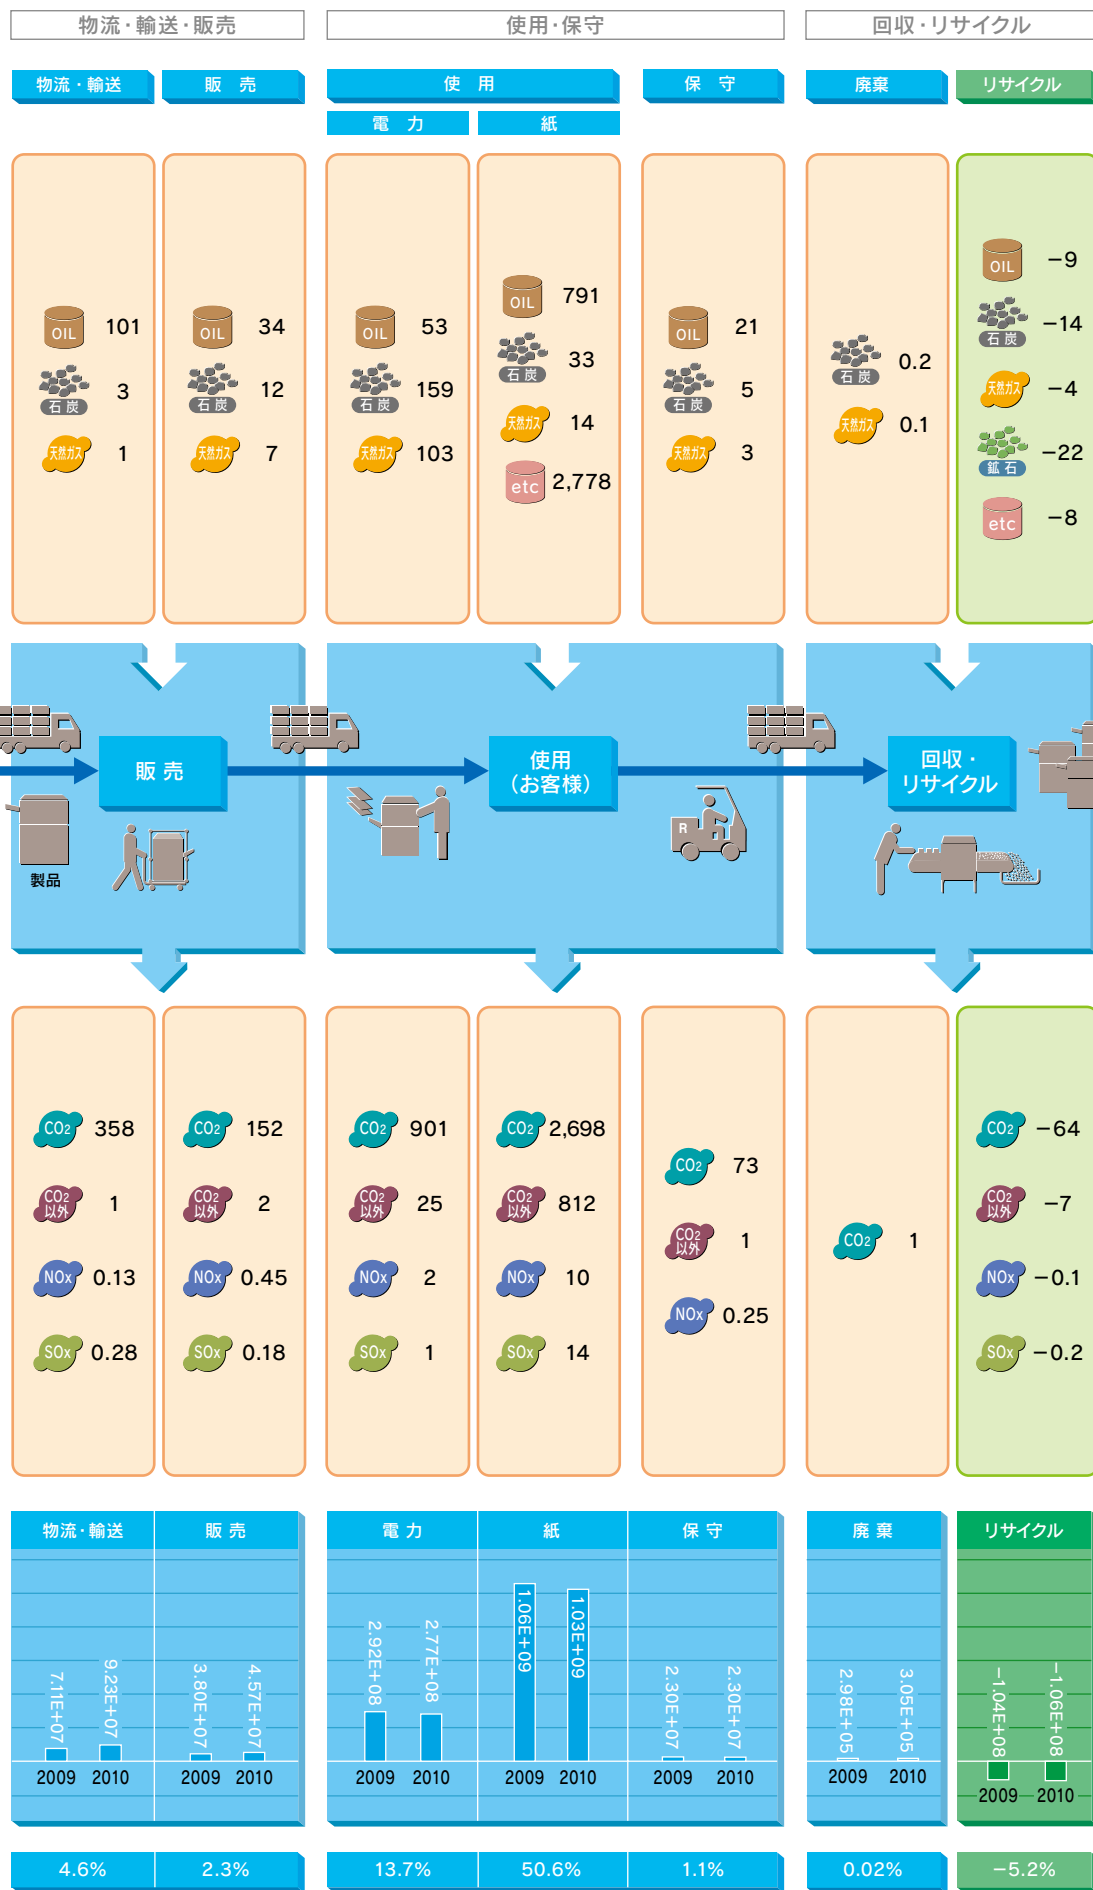 物流・輸送・販売
使用・保守
回収・リサイクル
物流・輸送
販 売
使 用
保 守
廃棄
リサイクル
電 力
紙
OIL 101
石炭 3
天然ガス 1
OIL 34
石炭 12
天然ガス 7
OIL 53
石炭 159
天然ガス 103
OIL 791
石炭 33
天然ガス 14
etc 2,778
OIL 21
石炭 5
天然ガス 3
石炭 0.2
天然ガス 0.1
OIL −9
石炭 −14
天然ガス −4
鉱石 −22
etc −8
販 売
使用
（お客様）
回収・
リサイクル
R
製品
CO2 358
CO2以外 1
NOx 0.13
SOx 0.28
CO2 152
CO2以外 2
NOx 0.45
SOx 0.18
CO2 901
CO2以外 25
NOx 2
SOx 1
CO2 2,698
CO2以外 812
NOx 10
SOx 14
CO2 73
CO2以外 1
NOx 0.25
CO2 1
CO2 −64
CO2以外 −7
NOx −0.1
SOx −0.2
物流・輸送
販 売
電 力
紙
保 守
廃 棄
リサイクル
7.11E+07
9.23E+07
3.80E+07
4.57E+07
2.92E+08
2.77E+08
1.06E+09
1.03E+09
2.30E+07
2.30E+07
2.98E+05
3.05E+05
−1.04E+08
−1.06E+08
2009 2010
2009 2010
2009 2010
2009 2010
2009 2010
2009 2010
2009 2010
4.6%
2.3%
13.7%
50.6%
1.1%
0.02%
−5.2%